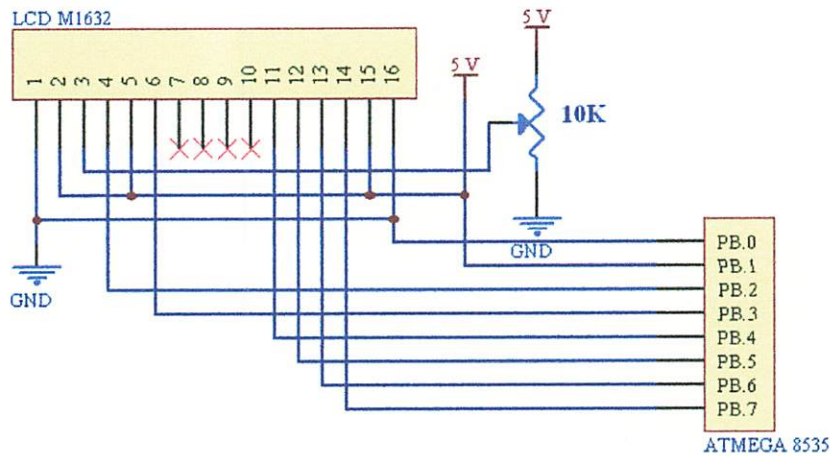 LCD M1632
1 2 3 4 5 6 7 8 9 10 11 12 13 14 15 16
5 V
5 V
10K
GND
GND
PB.0
PB.1
PB.2
PB.3
PB.4
PB.5
PB.6
PB.7
ATMEGA 8535